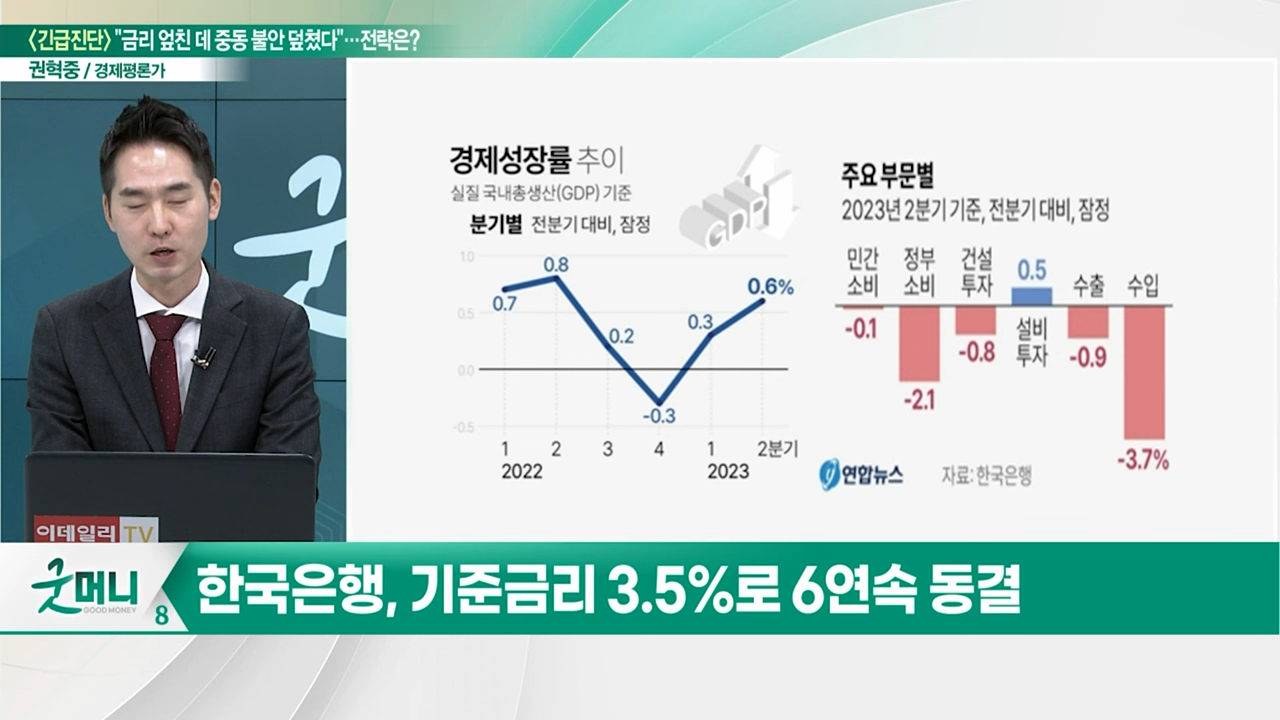 〈긴급진단〉 "금리 엎친 데 중동 불안 덮쳤다"…전략은?
권혁중 / 경제평론가
경제성장률 추이
실질 국내총생산(GDP) 기준
분기별 전분기 대비, 잠정
GDP
1.0
0.5
0.0
-0.5
0.7
0.8
0.2
-0.3
0.3
0.6%
1 2 3 4 1 2분기
2022 2023
주요 부문별
2023년 2분기 기준, 전분기 대비, 잠정
민간 소비
정부 소비
건설 투자
0.5
수출
수입
-0.1
-2.1
-0.8
설비 투자
-0.9
-3.7%
연합뉴스
자료: 한국은행
이데일리 TV
굿머니
GOOD MONEY
8
한국은행, 기준금리 3.5%로 6연속 동결